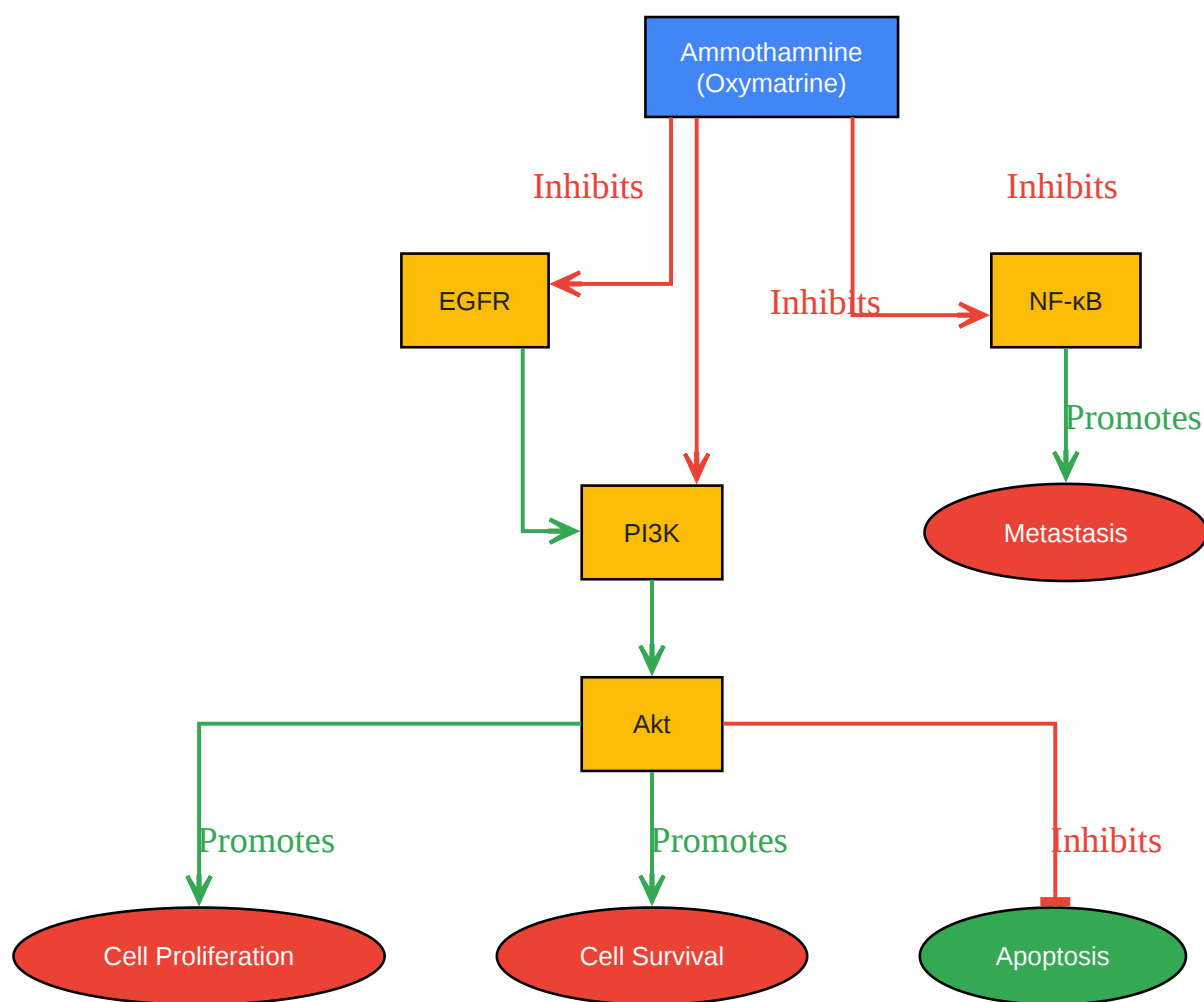 Ammothamnine
(Oxymatrine)
Inhibits
Inhibits
EGFR
Inhibits
NF-κB
Promotes
PI3K
Metastasis
Akt
Promotes
Promotes
Inhibits
Cell Proliferation
Cell Survival
Apoptosis